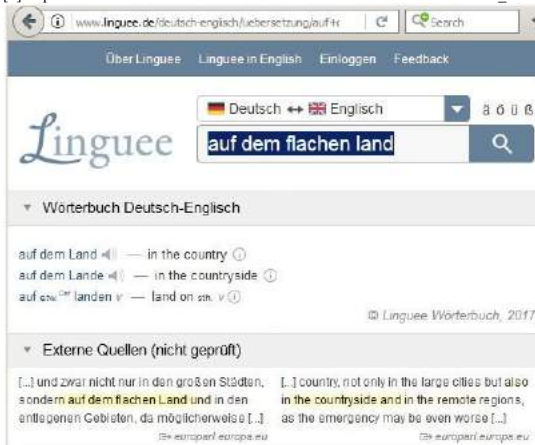 www.linguee.de/deutsch-englisch/uebersetzung/auf+
Search
Über Linguee Linguee in English Einloggen Feedback
Linguee
Deutsch ↔ Englisch
ä ö ü ß
auf dem flachen land
Wörterbuch Deutsch-Englisch
auf dem Land — in the country
auf dem Lande — in the countryside
auf etw. Dat landen v — land on sth. v
© Linguee Wörterbuch, 2017
Externe Quellen (nicht geprüft)
[...] und zwar nicht nur in den großen Städten,
sondern auf dem flachen Land und in den
entlegenen Gebieten, da möglicherweise [...]
europarl.europa.eu
[...] country, not only in the large cities but also
in the countryside and in the remote regions,
as the emergency may be even worse [...]
europarl.europa.eu